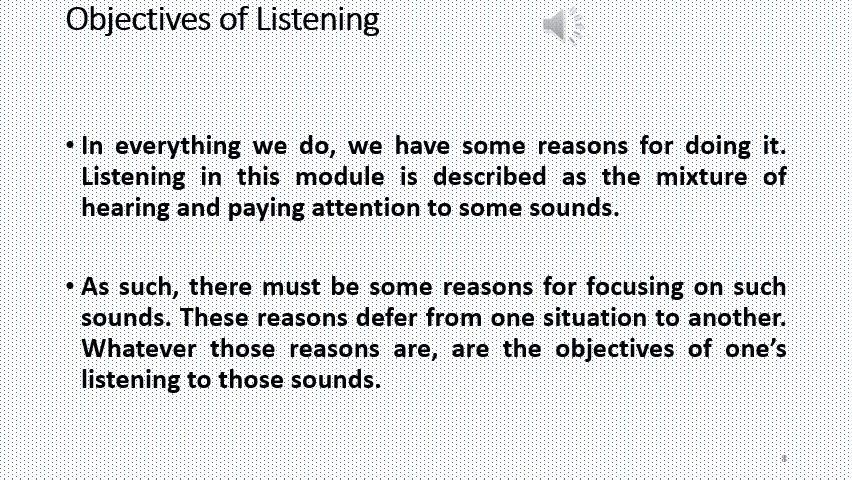 Objectives of Listening
• In everything we do, we have some reasons for doing it.
Listening in this module is described as the mixture of
hearing and paying attention to some sounds.
• As such, there must be some reasons for focusing on such
sounds. These reasons defer from one situation to another.
Whatever those reasons are, are the objectives of one’s
listening to those sounds.
8